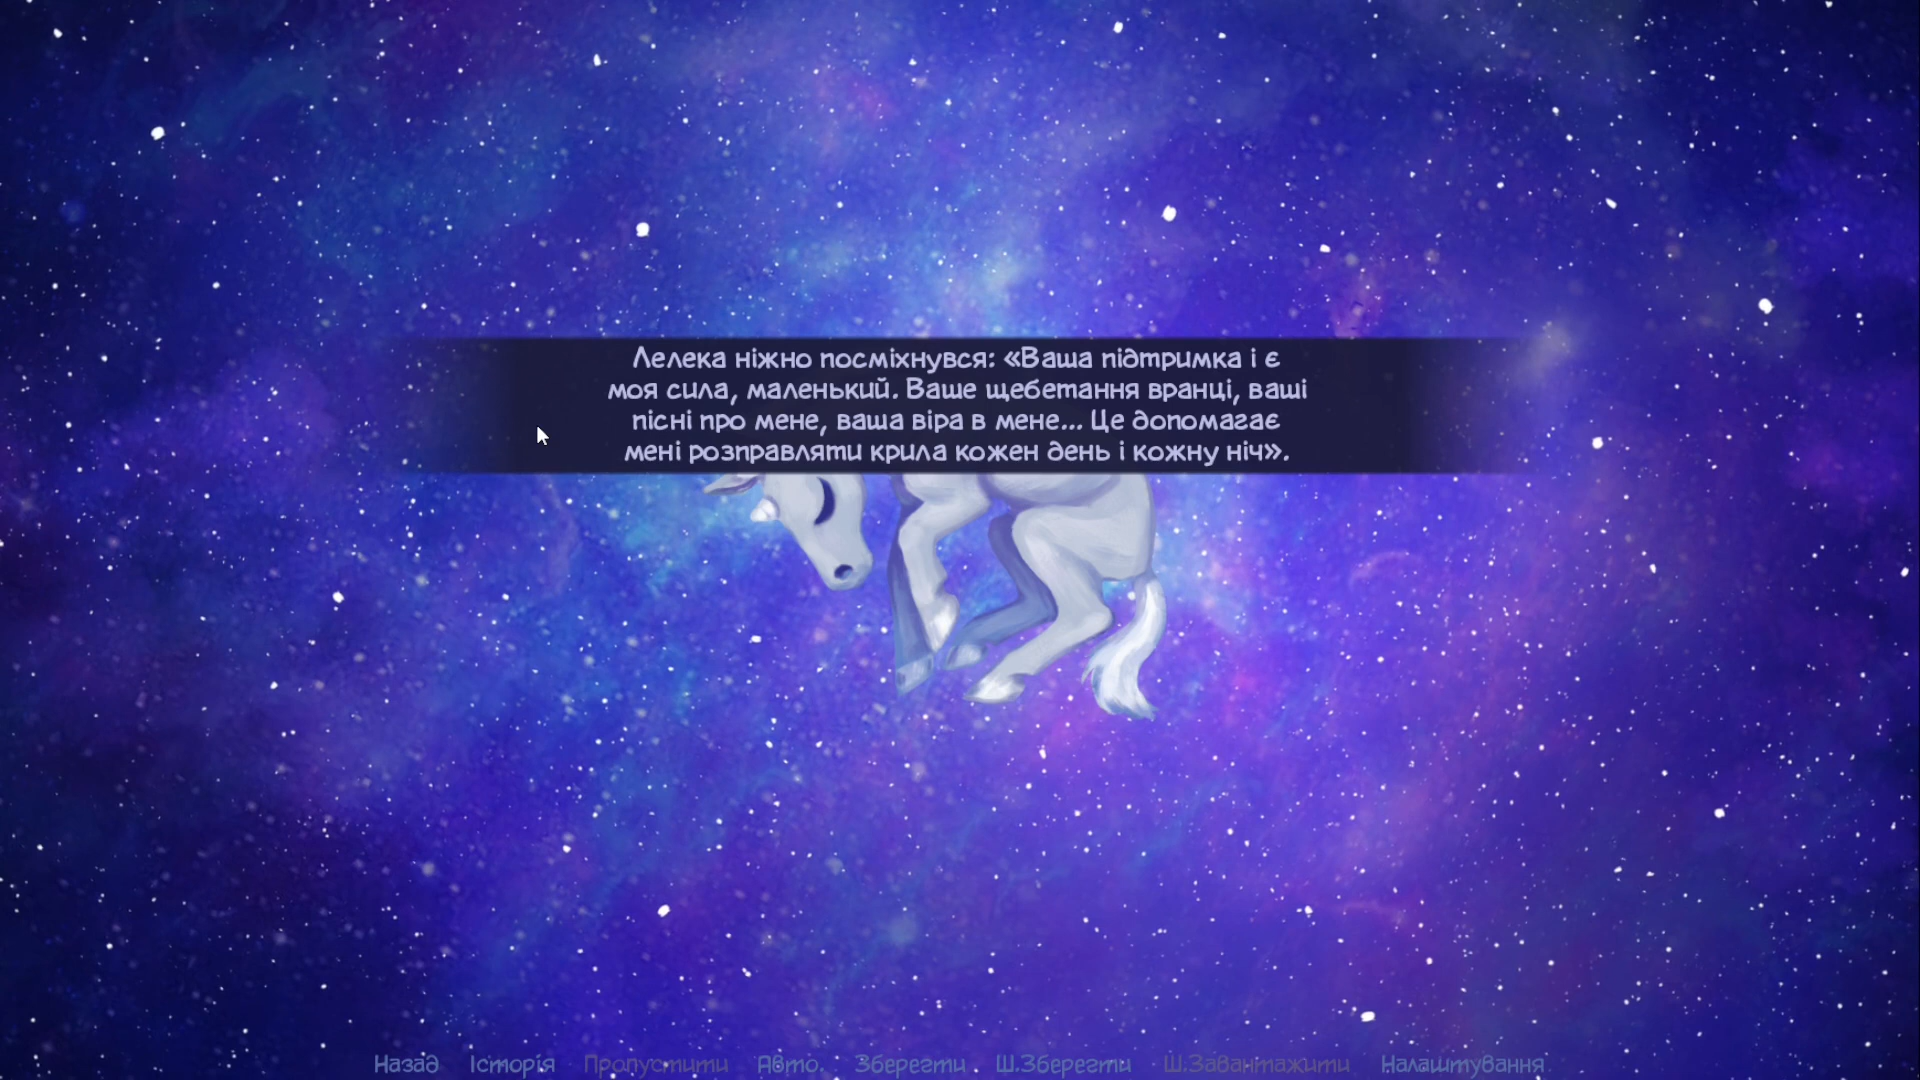 Лелека ніжно посміхнувся: «Ваша підтримка і є
моя сила, маленький. Ваше щебетання вранці, ваші
пісні про мене, ваша віра в мене... Це допомагає
мені розправляти крила кожен день і кожну ніч».
Назад Історія Пропустити Авто. Зберегти Ш.Зберегти Ш.Завантажити Налаштування